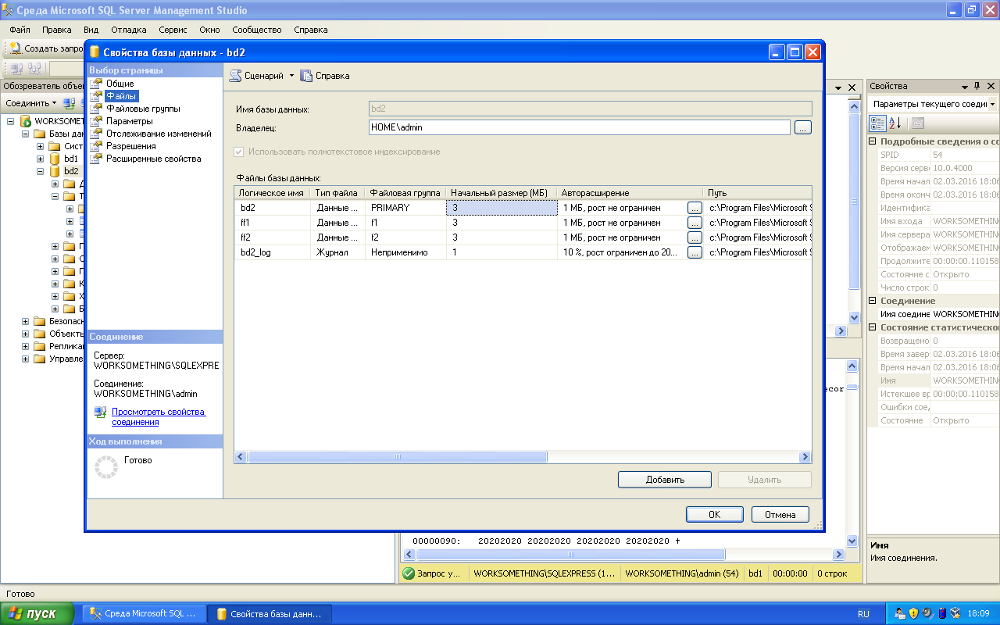 Среда Microsoft SQL Server Management Studio
Файл Правка Вид Отладка Сервис Окно Сообщество Справка
Создать запро
Обозреватель объе
Соединить
WORKSOMET
Базы дан
Сист
bd1
bd2
Д
Т
П
С
П
К
Х
Б
Безопасн
Объекты
Реплика
Управле
Свойства базы данных - bd2
Выбор страницы
Общие
Файлы
Файловые группы
Параметры
Отслеживание изменений
Разрешения
Расширенные свойства
Соединение
Сервер:
WORKSOMETHING\SQLEXPRE
Соединение:
WORKSOMETHING\admin
Просмотреть свойства
соединения
Ход выполнения
Готово
Сценарий Справка
Имя базы данных: bd2
Владелец: HOME\admin ...
Использовать полнотекстовое индексирование
Файлы базы данных:
Логическое имя Тип файла Файловая группа Начальный размер (МБ) Авторасширение Путь
bd2 Данные ... PRIMARY 3 1 МБ, рост не ограничен ... c:\Program Files\Microsoft S
ff1 Данные ... f1 3 1 МБ, рост не ограничен ... c:\Program Files\Microsoft S
ff2 Данные ... f2 3 1 МБ, рост не ограничен ... c:\Program Files\Microsoft S
bd2_log Журнал Неприменимо 1 10 %, рост ограничен до 20... ... c:\Program Files\Microsoft S
Добавить Удалить
OK Отмена
ecor
00000090: 20202020 20202020 20202020 20202020 †
Запрос у... WORKSOMETHING\SQLEXPRESS (1... WORKSOMETHING\admin (54) bd1 00:00:00 0 строк
Свойства
Параметры текущего соеди
Подробные сведения о со
SPID 54
Версия серве 10.0.4000
Время начал 02.03.2016 18:06
Время оконч 02.03.2016 18:06
Идентифика
Имя входа WORKSOMETHING
Имя сервера WORKSOMETHING
Отображаем WORKSOMETHING
Продолжите 00:00:00.110158
Состояние с Открыто
Число строк 0
Соединение
Имя соедине WORKSOMETHING
Состояние статистическо
Возвращено 0
Время завер 02.03.2016 18:06
Время начал 02.03.2016 18:06
Имя WORKSOMETHING
Истекшее вр 00:00:00.110158
Ошибки сое,
Состояние Открыто
Имя
Имя соединения.
Готово
пуск Среда Microsoft SQL ... Свойства базы данн... RU 18:09